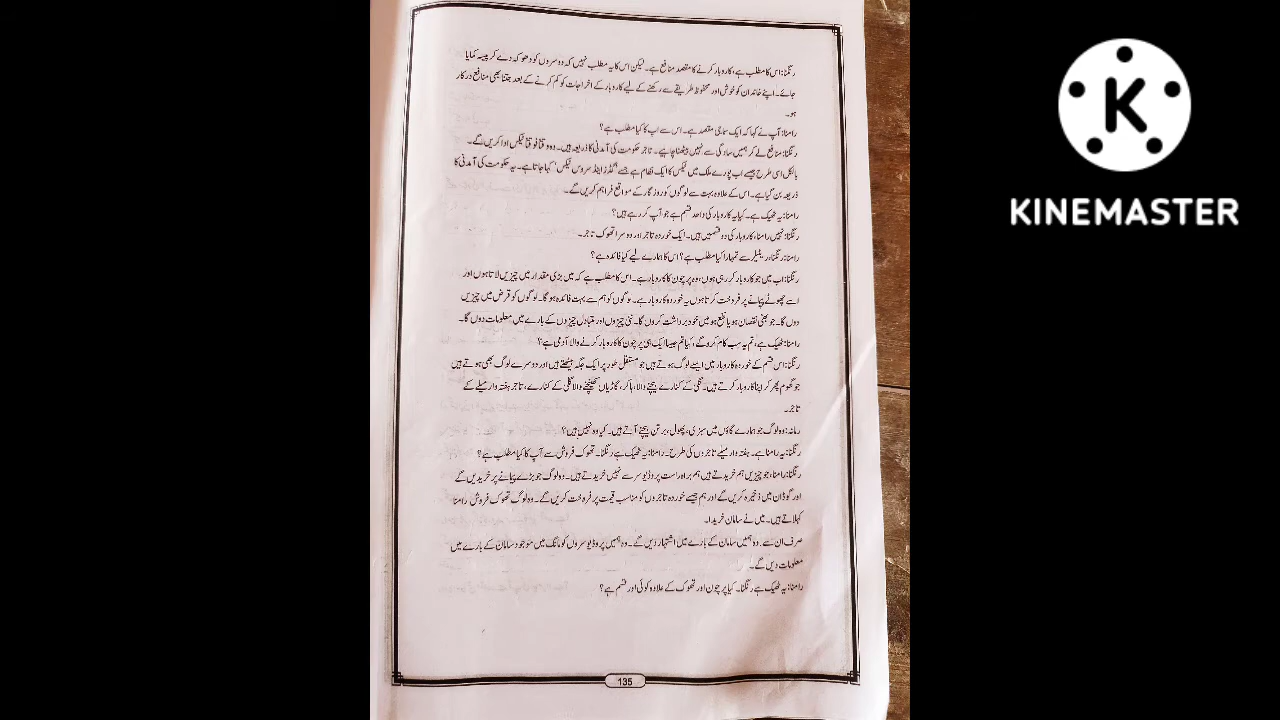 رنگنا: اس کا مطلب ہے، کاروبار کرنے کا مقصد منافع ہے۔ لیکن اس کا یہ مطلب نہیں کہ دوسروں کو دھوکہ دے کر پیسہ کمایا
جائے۔ اپنے خاندان کو خوش اور محفوظ طریقے سے رکھنے کے لیے کاروبار کے اخراجات کو کم کرنے کے بعد جتنا بھی منافع درکار
ہو۔
رامنا: آپ نے کہا کہ ایک سماجی مقصد ہے۔ اس سے اپ کا کیا مطلب ہے؟
رنگنا: منافع لے کر ہمیں سادگی سے نہیں بیٹھنا چاہیے۔ تاجر حکومت کی آمدنی کا ذریعہ ہیں۔ وہ وقتاً فوقتاً ٹیکس ادا کریں گے۔
بالکل اسی طرح جیسے اب پورے ملک میں ٹیکس کا ایک نظام ہے جسے "گڈز اینڈ سروس ٹیکس" کہا جاتا ہے۔ یہ حکومت کی آمدنی کا
ذریعہ بن گیا ہے۔ اس کے علاوہ بہت سے لوگوں کو روزگار کے مواقع فراہم کریں گے۔
رامنا: یہ ٹھیک ہے۔ کیا یہ کاروبار کی واحد قسم ہے جو آپ کرتے ہیں؟
رنگنا: نہیں رامنا، کاروبار کی دو قسمیں ہیں۔ ایک خوردہ تاجر اور دوسرا تھوک تاجر۔
رامنا: رنگنا، ریٹیلر سے تمہارا کیا مطلب ہے؟ اس کا ہمارے لیے کیا فائدہ ہے؟
رنگنا: اب میں جو کاروبار کر رہی ہوں، وہ پرچون کا کاروبار ہے۔ اس کا مطلب ہے کہ میں بڑی مقدار میں چیزیں لاتا ہوں اور
اسے چھوٹے پیمانے پر فروخت کرتا ہوں یہ خوردہ کاروبار ہے۔ لوگوں کو ہم سے بہت فائدہ ہو گا۔ لوگوں کو قرض میں چیزیں
دوں گا۔ جو بھی نقصان ہو یا نفع ہو میں خود برداشت کروں گا۔ نئی چیزوں اور متبادل چیزوں کے بارے میں معلومات دوں گا۔
رامنا: ٹھیک ہے، تم یہ سب کام کرو گے، کیا تم جیسا ایک ہی پرچون کا کاروبار کرنے والا آدمی ہے؟
رنگنا: اس قسم کے خوردہ کاروبار میں ایسے لوگ ہوتے ہیں جو مستقل طور پر ایک جگہ بیٹھتے ہیں اور دوسرے لوگ بھی ہوتے ہیں
جو گھوم پھر کر اپنا کاروبار کرتے ہیں۔ گلی کے کنارے بیچنے والا، ہاکر، گاڑیاں کھینچنے والا گلی کے کنارے، تاجر ہفتہ وار میلے کے
تاجر۔
رمانہ: وہ لوگ جو ہمارے گاؤں میں سبزی، پھول، برتن بیچنے آتے ہیں۔ کیا وہ نہیں ہیں؟
رنگنا: یہ رامنا ہے۔ ہفتہ وار میلے تاجروں کی طرح۔ رامنا: یہ ٹھیک ہے رنگنا۔ تھوک فروش سے آپ کا کیا مطلب ہے؟
رنگنا: رامنا، جو چیزیں ہم خریدتے ہیں ہم براہ راست پروڈیوسر سے نہیں خریدتے ہیں۔ وہ لوگ جو بڑے پیمانے پر خریدیں گے
اور گودان میں ذخیرہ کریں گے اور ہم جیسے خوردہ تاجروں کو مناسب قیمت پر فروخت کریں گے۔ وہ لوگ تھوک فروش رامنا
کہلاتے ہیں۔ میں نے سامان خریدا۔
صرف ان سے۔ وہ ہمیں سامان کے بارے میں اشتہار دیں گے۔ وہ ہمیں پروڈیوسروں کو مانگ میں موجود سامان کے بارے میں
معلومات دیں گے۔
رامنا: یہ ٹھیک ہے رنگنا۔ کیا پرچون اور تھوک کے علاوہ کوئی اور قسم ہے؟
135
K
KINEMASTER